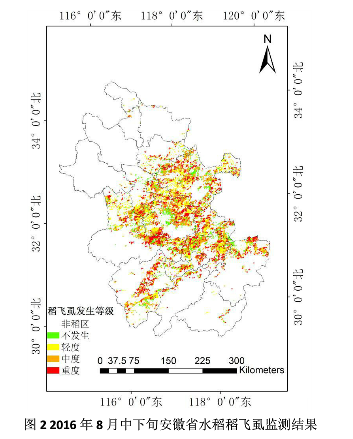 116° 0′0″东 118° 0′0″东 120° 0′0″东
N
34° 0′0″北
34° 0′0″北
32° 0′0″北
32° 0′0″北
30° 0′0″北
30° 0′0″北
稻飞虱发生等级
非稻区
不发生
轻度
中度
重度
0 37.5 75 150 225 300
Kilometers
116° 0′0″东 118° 0′0″东
图 2 2016 年 8 月中下旬安徽省水稻稻飞虱监测结果